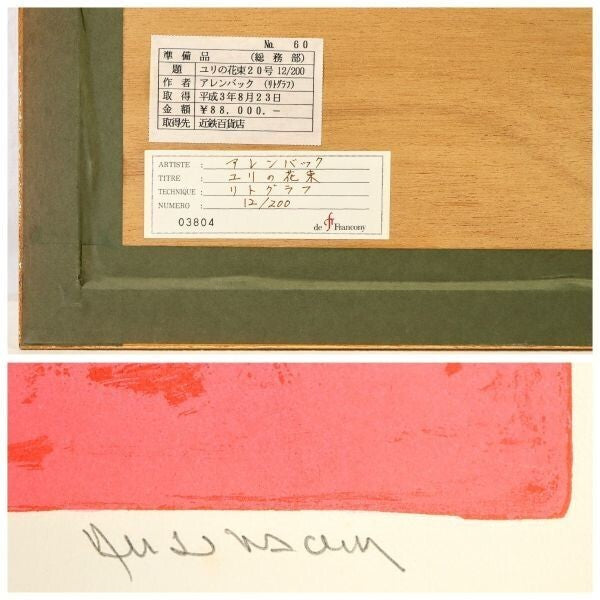 No. 60
準備品 (総務部)
題 ユリの花束20号 12/200
作者 アレンバック (リトグラフ)
取得 平成3年8月23日
金額 ¥88,000.-
取得先 近鉄百貨店
ARTISTE : アレンバック
TITRE : ユリの花束
TECHNIQUE : リトグラフ
NUMERO : 12/200
03804 de fr Francony